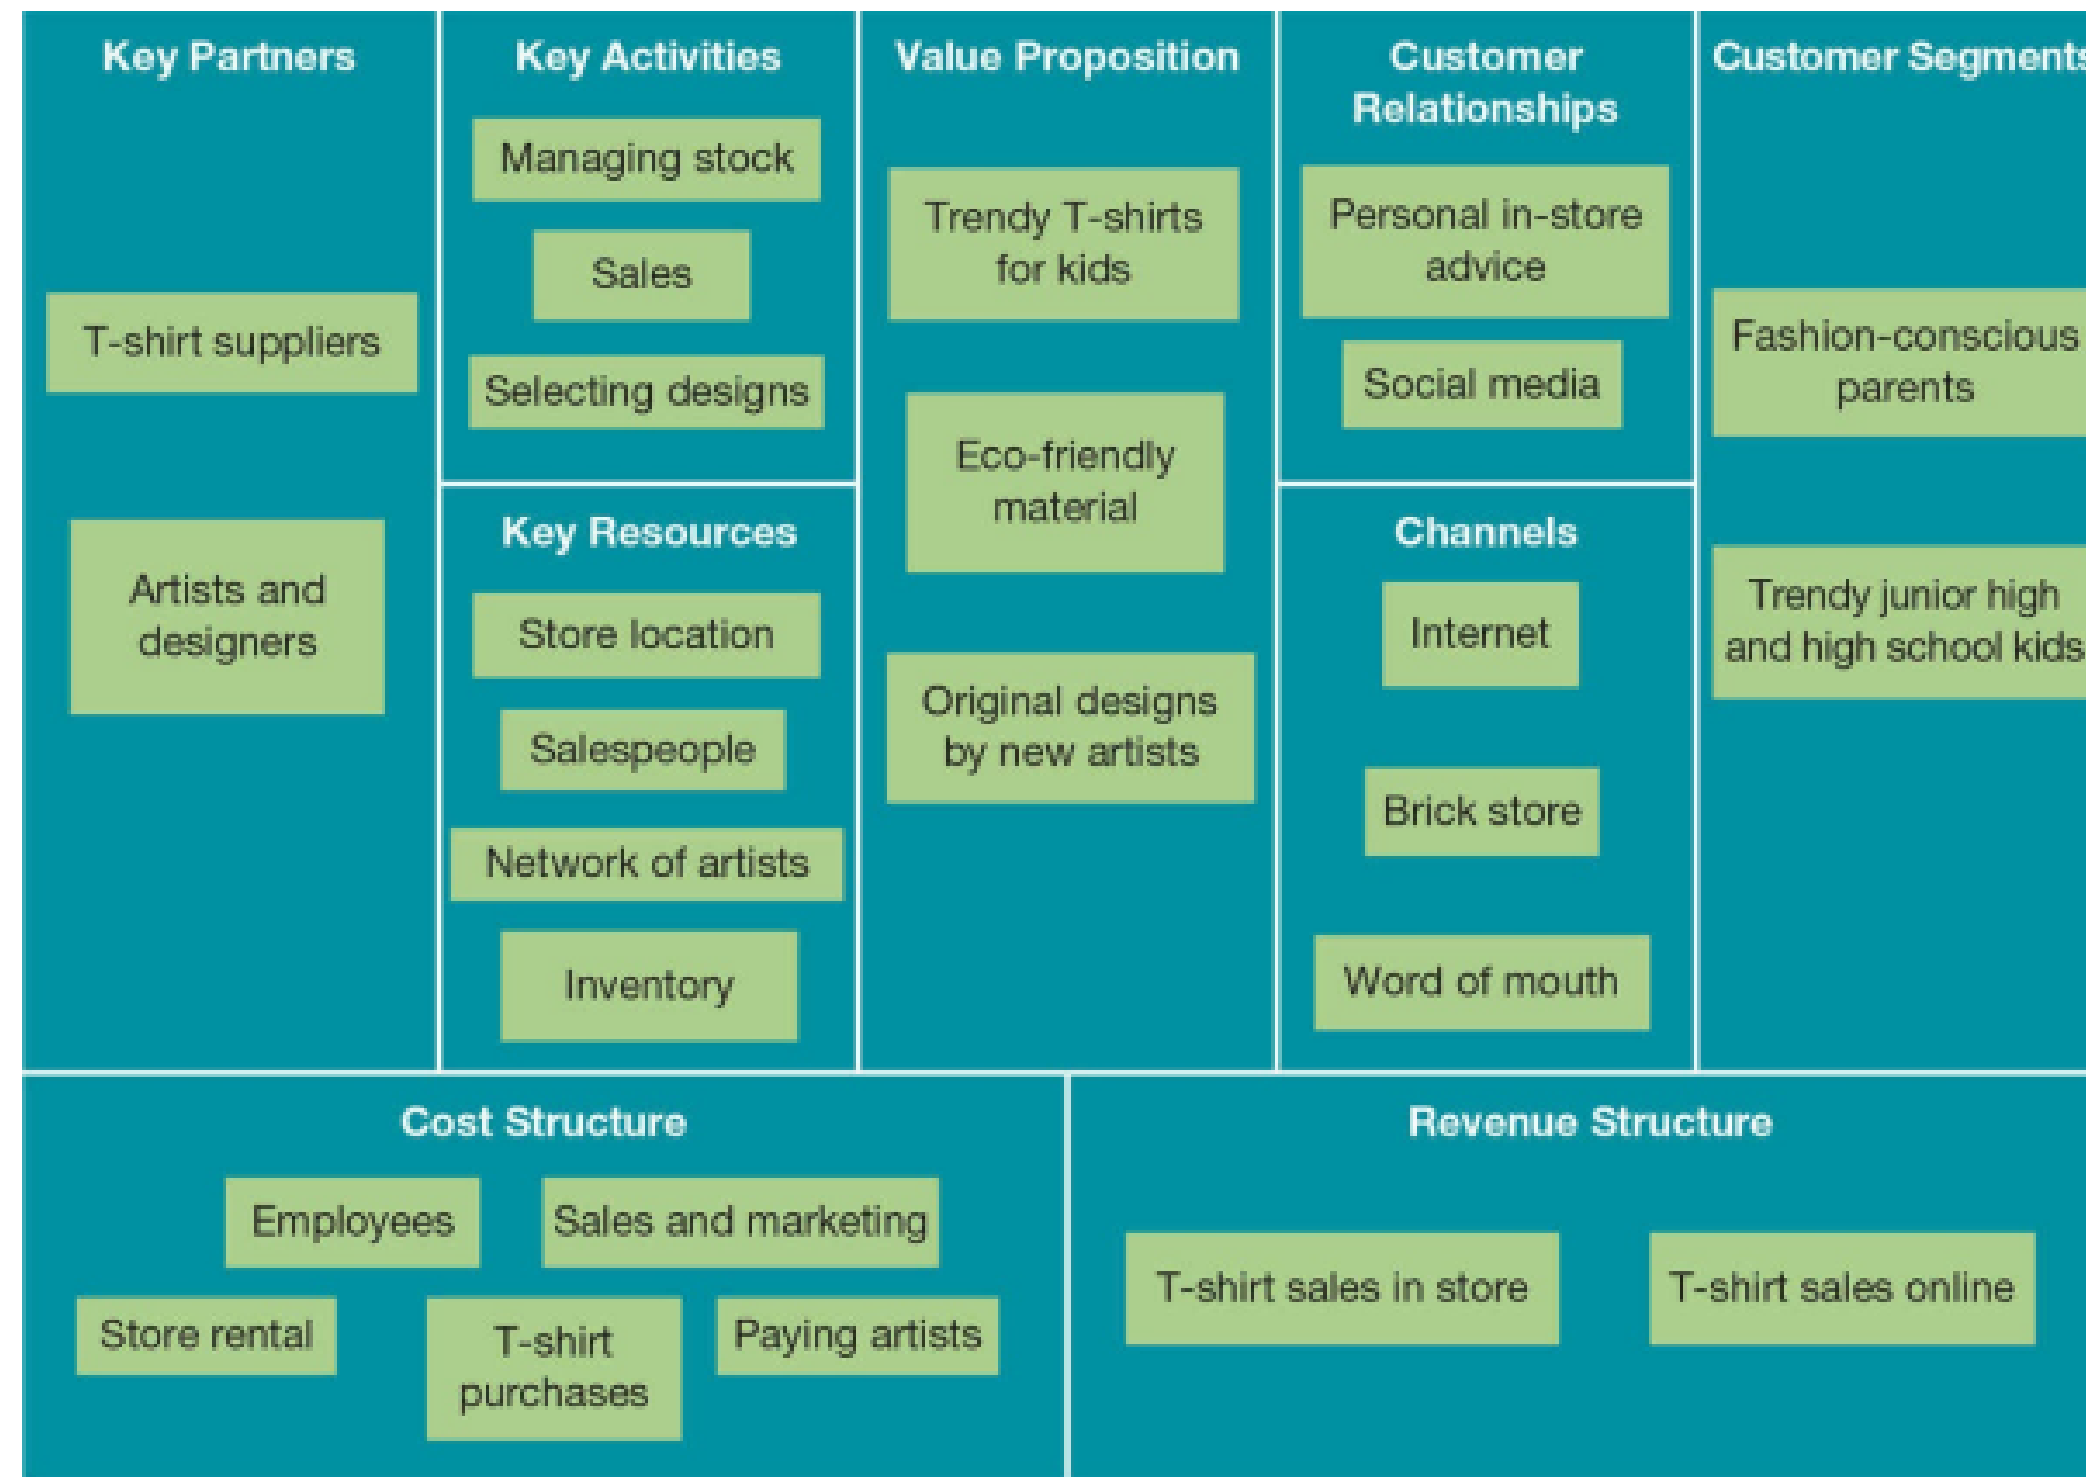 Key Partners
T-shirt suppliers
Artists and
designers
Key Activities
Managing stock
Sales
Selecting designs
Key Resources
Store location
Salespeople
Network of artists
Inventory
Value Proposition
Trendy T-shirts
for kids
Eco-friendly
material
Original designs
by new artists
Customer
Relationships
Personal in-store
advice
Social media
Channels
Internet
Brick store
Word of mouth
Customer Segments
Fashion-conscious
parents
Trendy junior high
and high school kids
Cost Structure
Employees
Sales and marketing
Store rental
T-shirt
purchases
Paying artists
Revenue Structure
T-shirt sales in store
T-shirt sales online